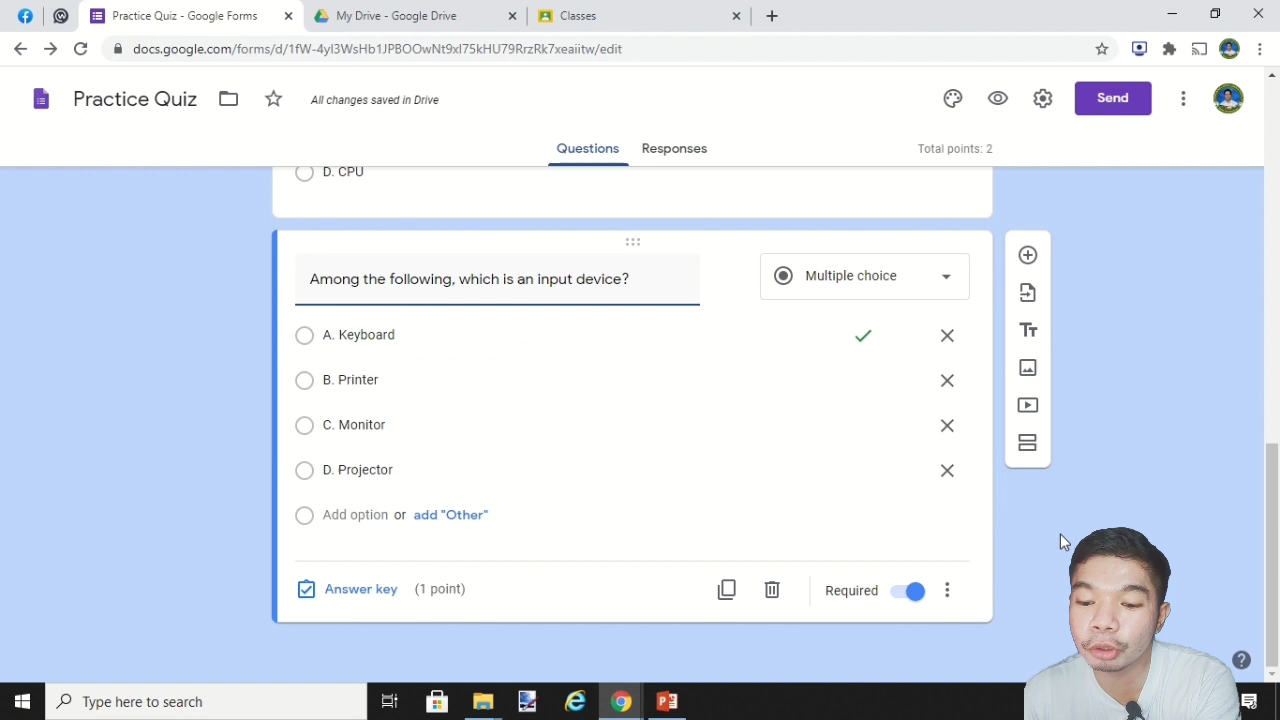 Practice Quiz - Google Forms
My Drive - Google Drive
Classes
docs.google.com/forms/d/1fW-4yl3WsHb1JPBOOwNt9xl75kHU79RrzRk7xeaiitw/edit
Practice Quiz
All changes saved in Drive
Send
Questions
Responses
Total points: 2
D. CPU
Among the following, which is an input device?
Multiple choice
A. Keyboard
B. Printer
C. Monitor
D. Projector
Add option or add "Other"
Answer key (1 point)
Required
Type here to search